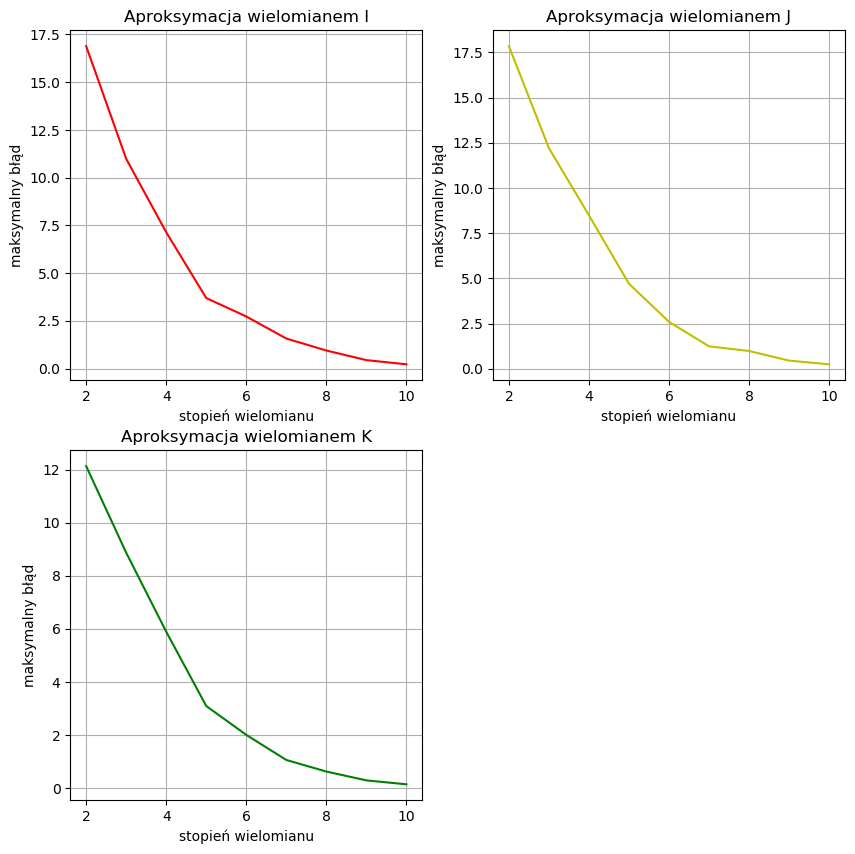 Aproksymacja wielomianem I
maksymalny błąd
17.5
15.0
12.5
10.0
7.5
5.0
2.5
0.0
2 4 6 8 10
stopień wielomianu
Aproksymacja wielomianem J
maksymalny błąd
17.5
15.0
12.5
10.0
7.5
5.0
2.5
0.0
2 4 6 8 10
stopień wielomianu
Aproksymacja wielomianem K
maksymalny błąd
12
10
8
6
4
2
0
2 4 6 8 10
stopień wielomianu